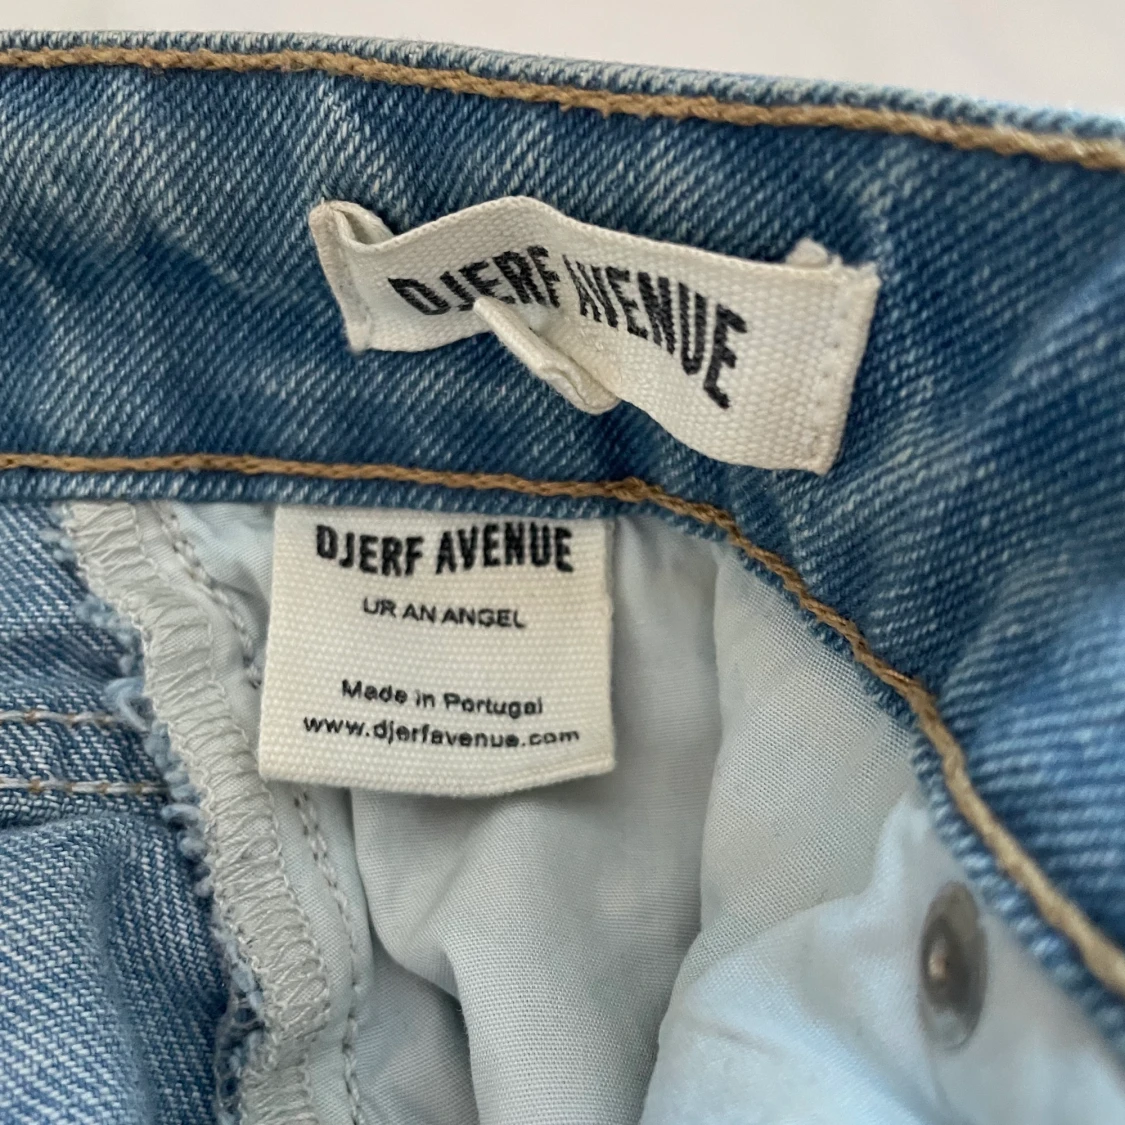 DJERF AVENUE
DJERF AVENUE
UR AN ANGEL
Made in Portugal
www.djerfavenue.com